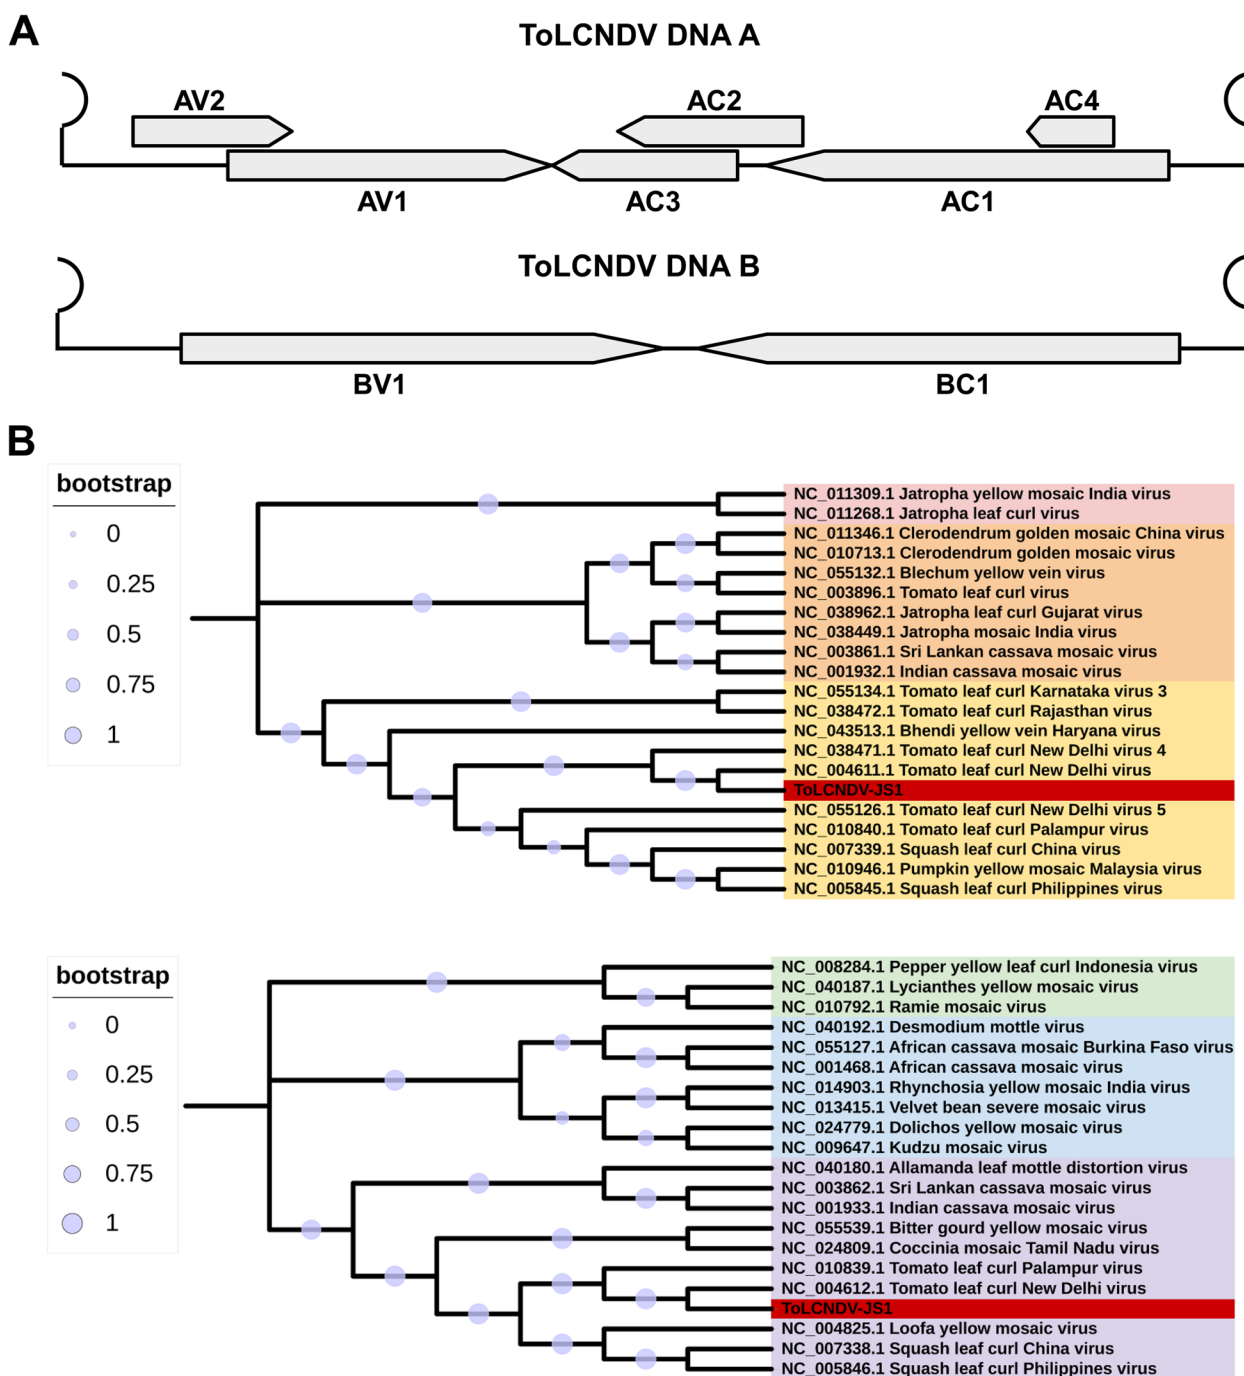 A
ToLCNDV DNA A
AV2
AC2
AC4
AV1
AC3
AC1
ToLCNDV DNA B
BV1
BC1
B
bootstrap
0
0.25
0.5
0.75
1
NC_011309.1 Jatropha yellow mosaic India virus
NC_011268.1 Jatropha leaf curl virus
NC_011346.1 Clerodendrum golden mosaic China virus
NC_010713.1 Clerodendrum golden mosaic virus
NC_055132.1 Blechum yellow vein virus
NC_003896.1 Tomato leaf curl virus
NC_038962.1 Jatropha leaf curl Gujarat virus
NC_038449.1 Jatropha mosaic India virus
NC_003861.1 Sri Lankan cassava mosaic virus
NC_001932.1 Indian cassava mosaic virus
NC_055134.1 Tomato leaf curl Karnataka virus 3
NC_038472.1 Tomato leaf curl Rajasthan virus
NC_043513.1 Bhendi yellow vein Haryana virus
NC_038471.1 Tomato leaf curl New Delhi virus 4
NC_004611.1 Tomato leaf curl New Delhi virus
ToLCNDV-JS1
NC_055126.1 Tomato leaf curl New Delhi virus 5
NC_010840.1 Tomato leaf curl Palampur virus
NC_007339.1 Squash leaf curl China virus
NC_010946.1 Pumpkin yellow mosaic Malaysia virus
NC_005845.1 Squash leaf curl Philippines virus
bootstrap
0
0.25
0.5
0.75
1
NC_008284.1 Pepper yellow leaf curl Indonesia virus
NC_040187.1 Lycianthes yellow mosaic virus
NC_010792.1 Ramie mosaic virus
NC_040192.1 Desmodium mottle virus
NC_055127.1 African cassava mosaic Burkina Faso virus
NC_001468.1 African cassava mosaic virus
NC_014903.1 Rhynchosia yellow mosaic India virus
NC_013415.1 Velvet bean severe mosaic virus
NC_024779.1 Dolichos yellow mosaic virus
NC_009647.1 Kudzu mosaic virus
NC_040180.1 Allamanda leaf mottle distortion virus
NC_003862.1 Sri Lankan cassava mosaic virus
NC_001933.1 Indian cassava mosaic virus
NC_055539.1 Bitter gourd yellow mosaic virus
NC_024809.1 Coccinia mosaic Tamil Nadu virus
NC_010839.1 Tomato leaf curl Palampur virus
NC_004612.1 Tomato leaf curl New Delhi virus
ToLCNDV-JS1
NC_004825.1 Loofa yellow mosaic virus
NC_007338.1 Squash leaf curl China virus
NC_005846.1 Squash leaf curl Philippines virus